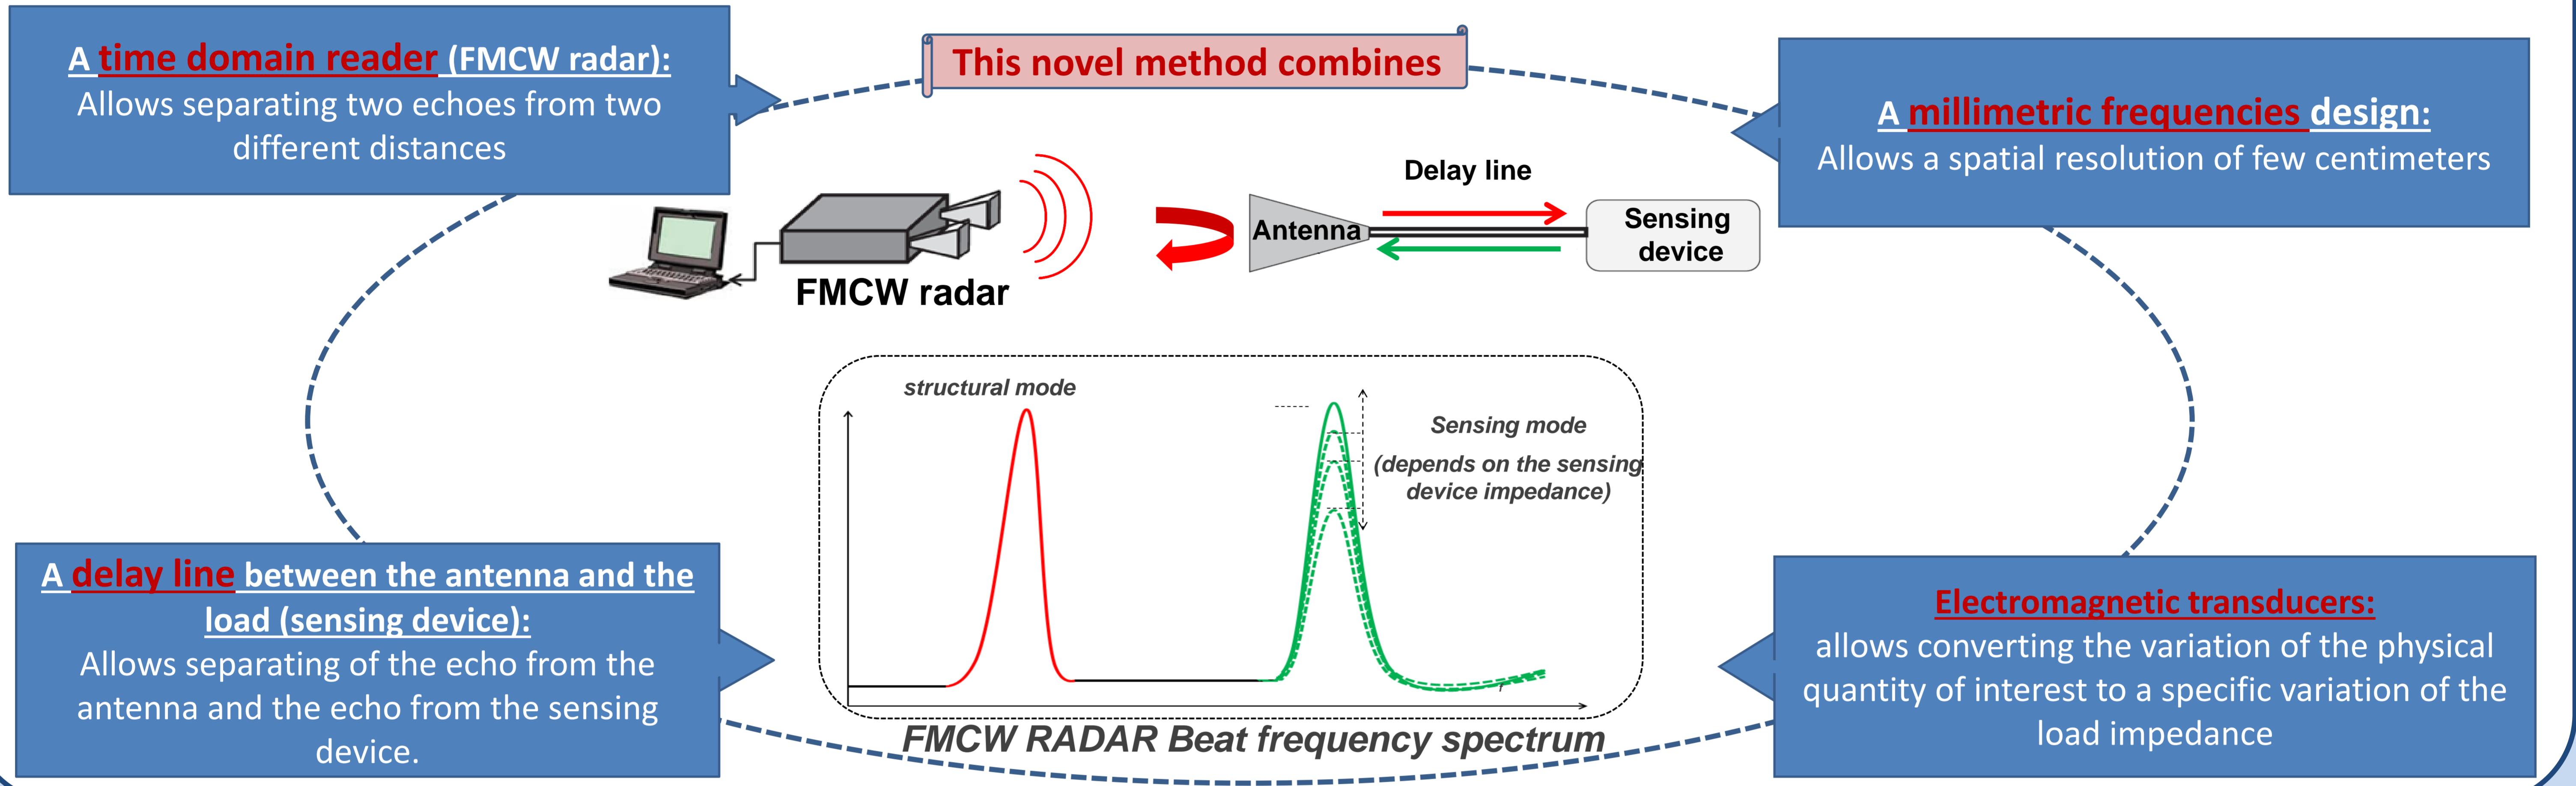 This novel method combines
A time domain reader (FMCW radar):
Allows separating two echoes from two
different distances
A millimetric frequencies design:
Allows a spatial resolution of few centimeters
Delay line
Antenna
Sensing
device
FMCW radar
structural mode
Sensing mode
(depends on the sensing
device impedance)
FMCW RADAR Beat frequency spectrum
A delay line between the antenna and the
load (sensing device):
Allows separating of the echo from the
antenna and the echo from the sensing
device.
Electromagnetic transducers:
allows converting the variation of the physical
quantity of interest to a specific variation of the
load impedance